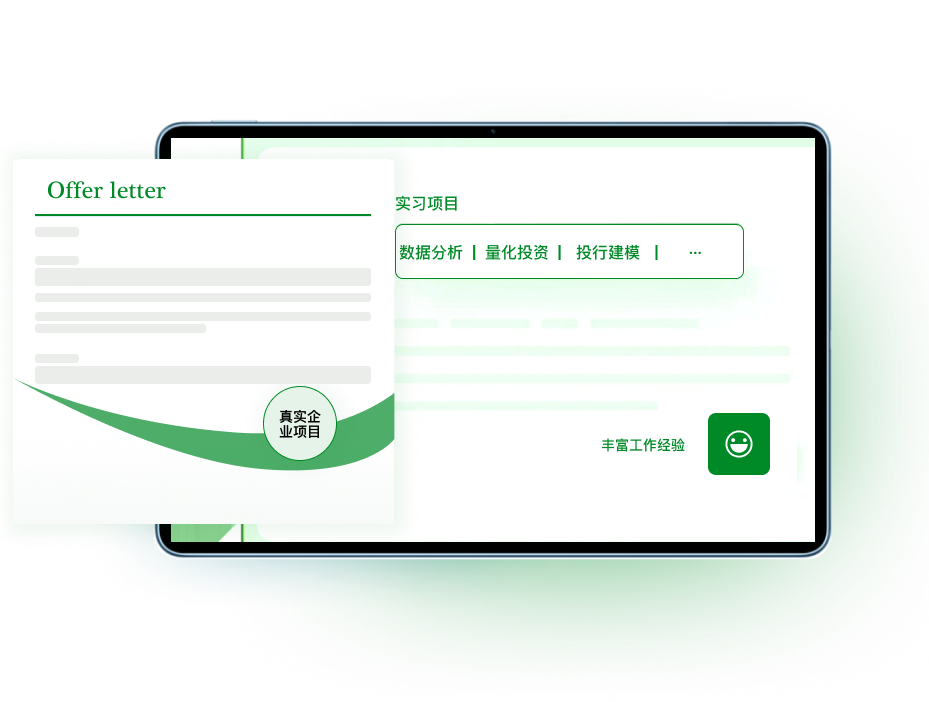 Offer letter
真实企
业项目
实习项目
数据分析 | 量化投资 | 投行建模 | ...
丰富工作经验